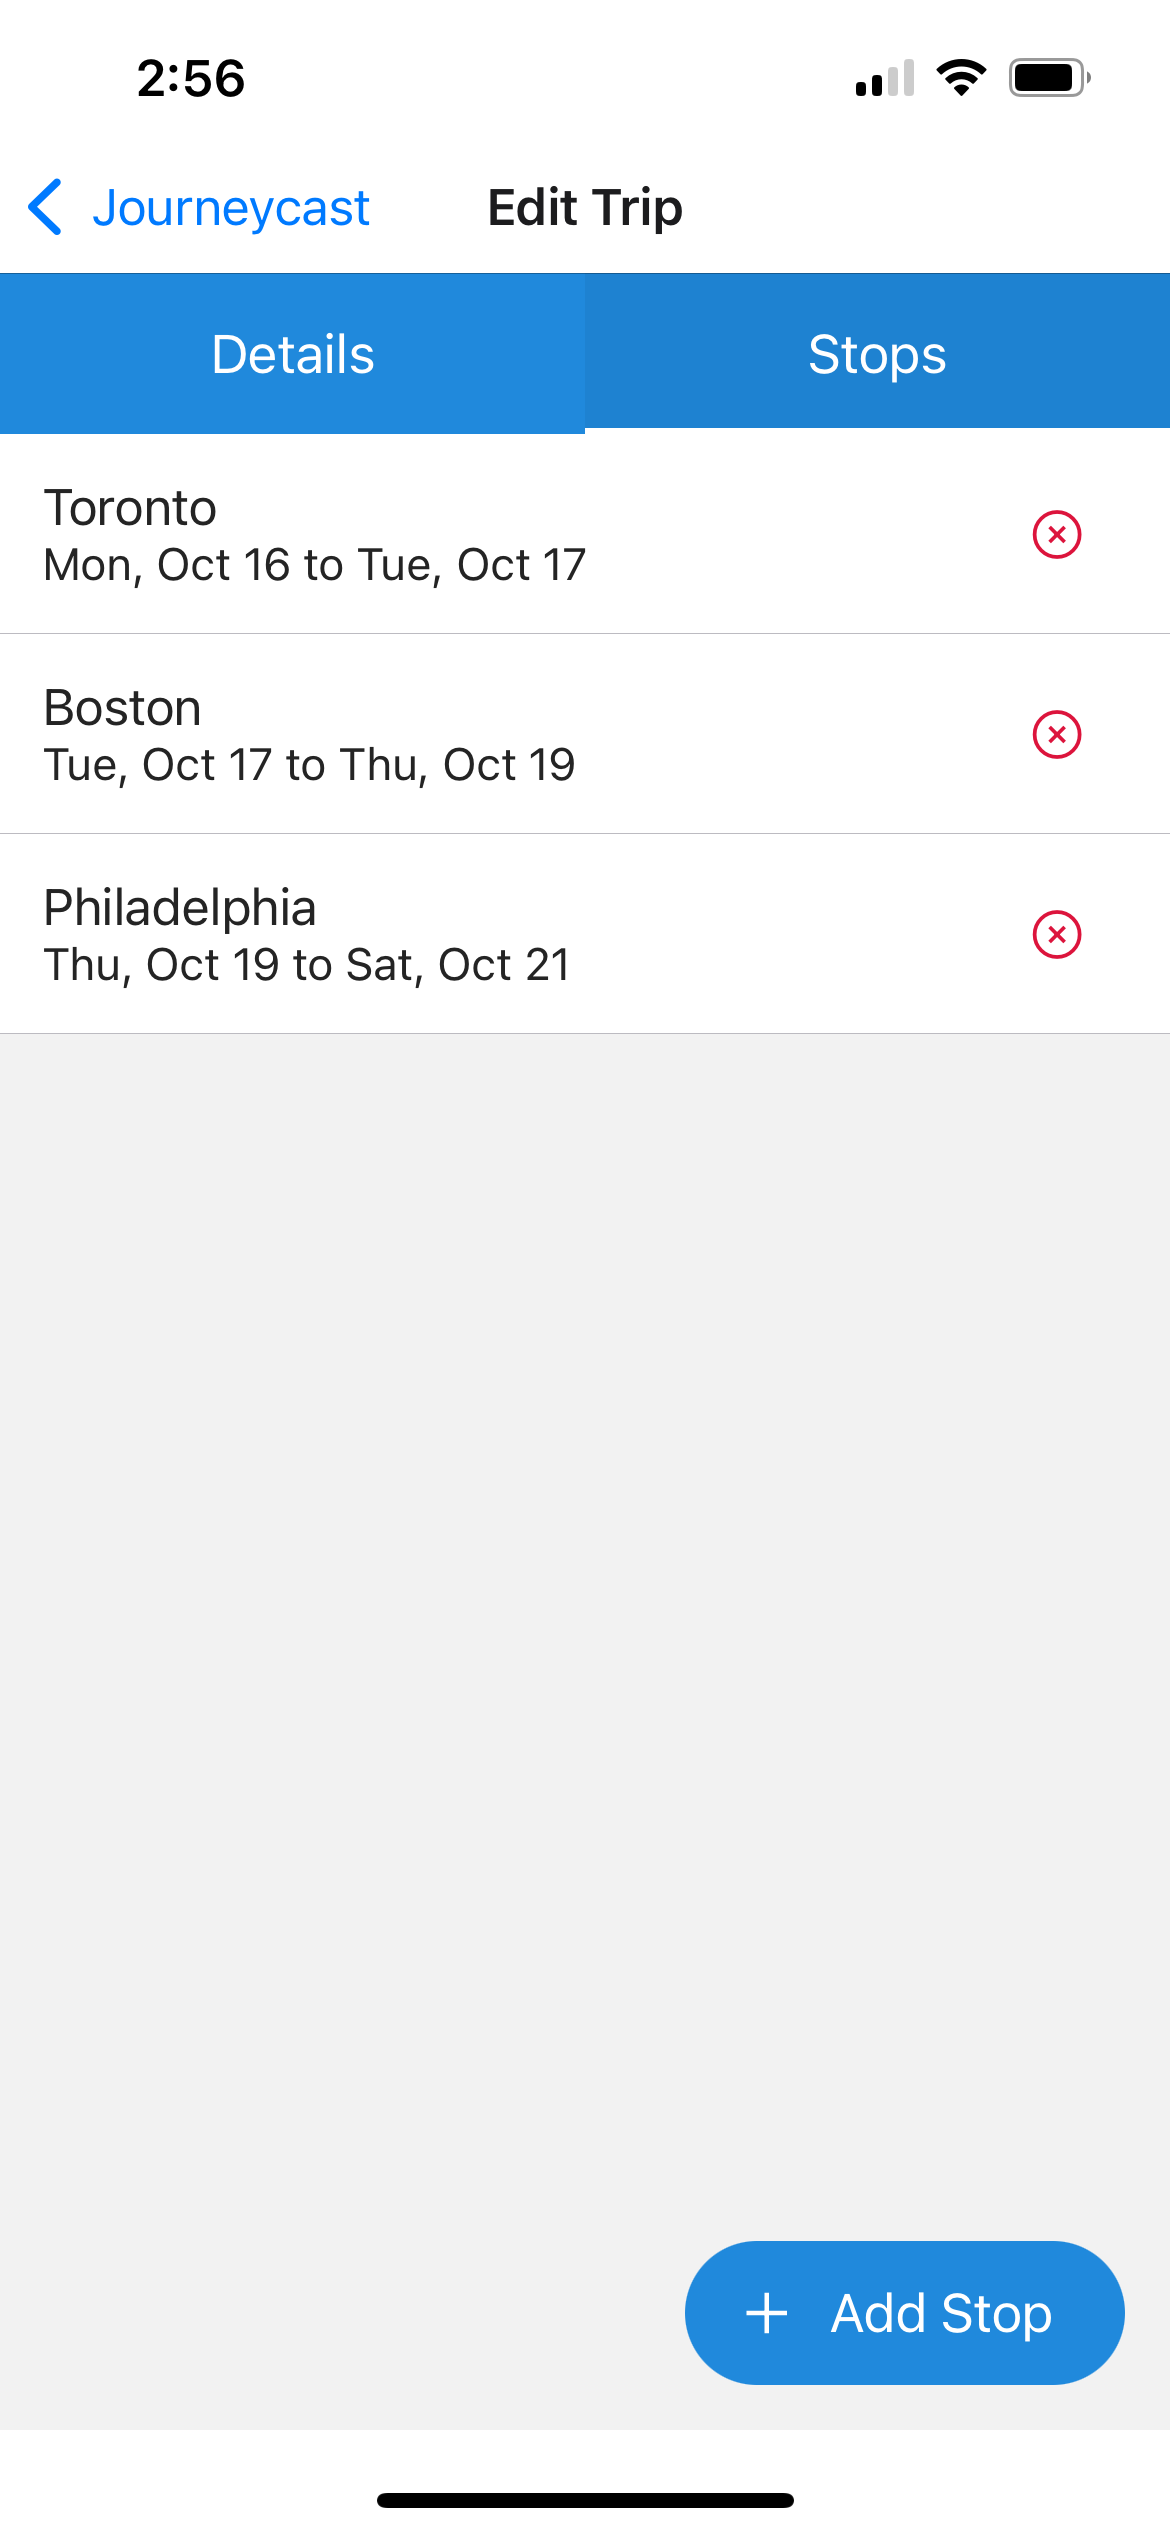 2:56
Journeycast
Edit Trip
Details
Stops
Toronto
Mon, Oct 16 to Tue, Oct 17
Boston
Tue, Oct 17 to Thu, Oct 19
Philadelphia
Thu, Oct 19 to Sat, Oct 21
+ Add Stop